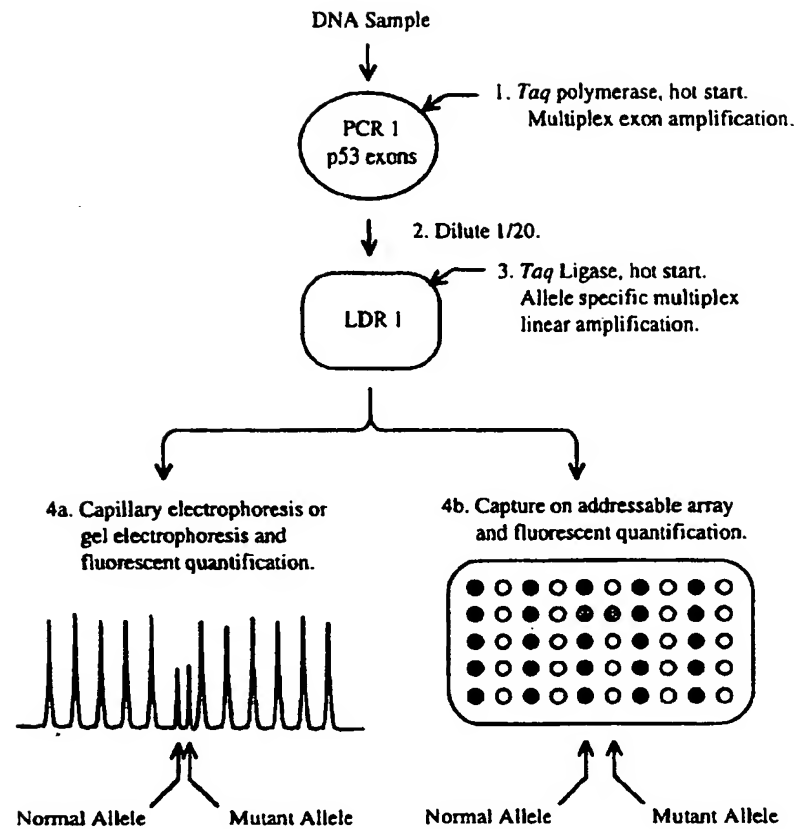 DNA Sample
PCR 1
p53 exons
1. Taq polymerase, hot start.
Multiplex exon amplification.
2. Dilute 1/20.
LDR 1
3. Taq Ligase, hot start.
Allele specific multiplex
linear amplification.
4a. Capillary electrophoresis or
gel electrophoresis and
fluorescent quantification.
4b. Capture on addressable array
and fluorescent quantification.
Normal Allele
Mutant Allele
Normal Allele
Mutant Allele